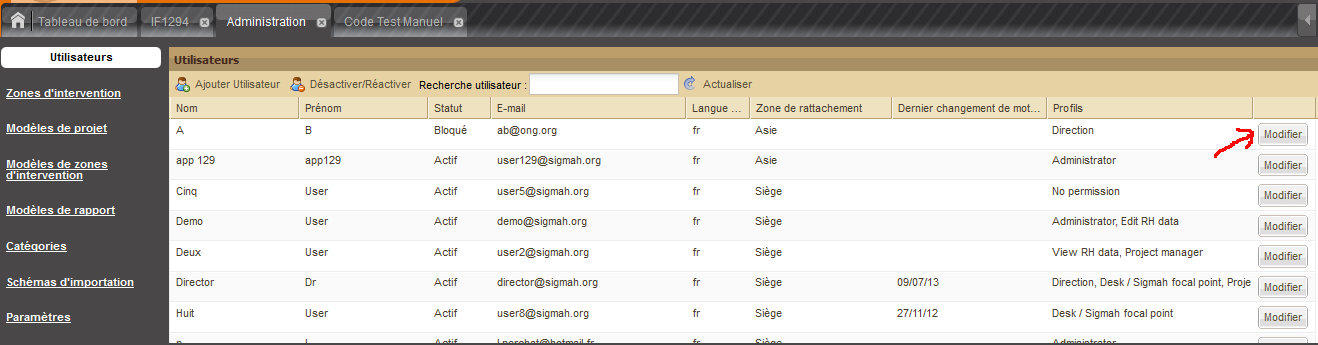 Tableau de bord IF1294 Administration Code Test Manuel
Utilisateurs
Zones d'intervention
Modèles de projet
Modèles de zones
d'intervention
Modèles de rapport
Catégories
Schémas d'importation
Paramètres
Utilisateurs
Ajouter Utilisateur Désactiver/Réactiver Recherche utilisateur : Actualiser
Nom Prénom Statut E-mail Langue ... Zone de rattachement Dernier changement de mot... Profils
A B Bloqué ab@ong.org fr Asie Direction Modifier
app 129 app129 Actif user129@sigmah.org fr Asie Administrator Modifier
Cinq User Actif user5@sigmah.org fr Siège No permission Modifier
Demo User Actif demo@sigmah.org fr Siège Administrator, Edit RH data Modifier
Deux User Actif user2@sigmah.org fr Siège View RH data, Project manager Modifier
Director Dr Actif director@sigmah.org fr Siège 09/07/13 Direction, Desk / Sigmah focal point, Proje Modifier
Huit User Actif user8@sigmah.org fr Siège 27/11/12 Desk / Sigmah focal point Modifier